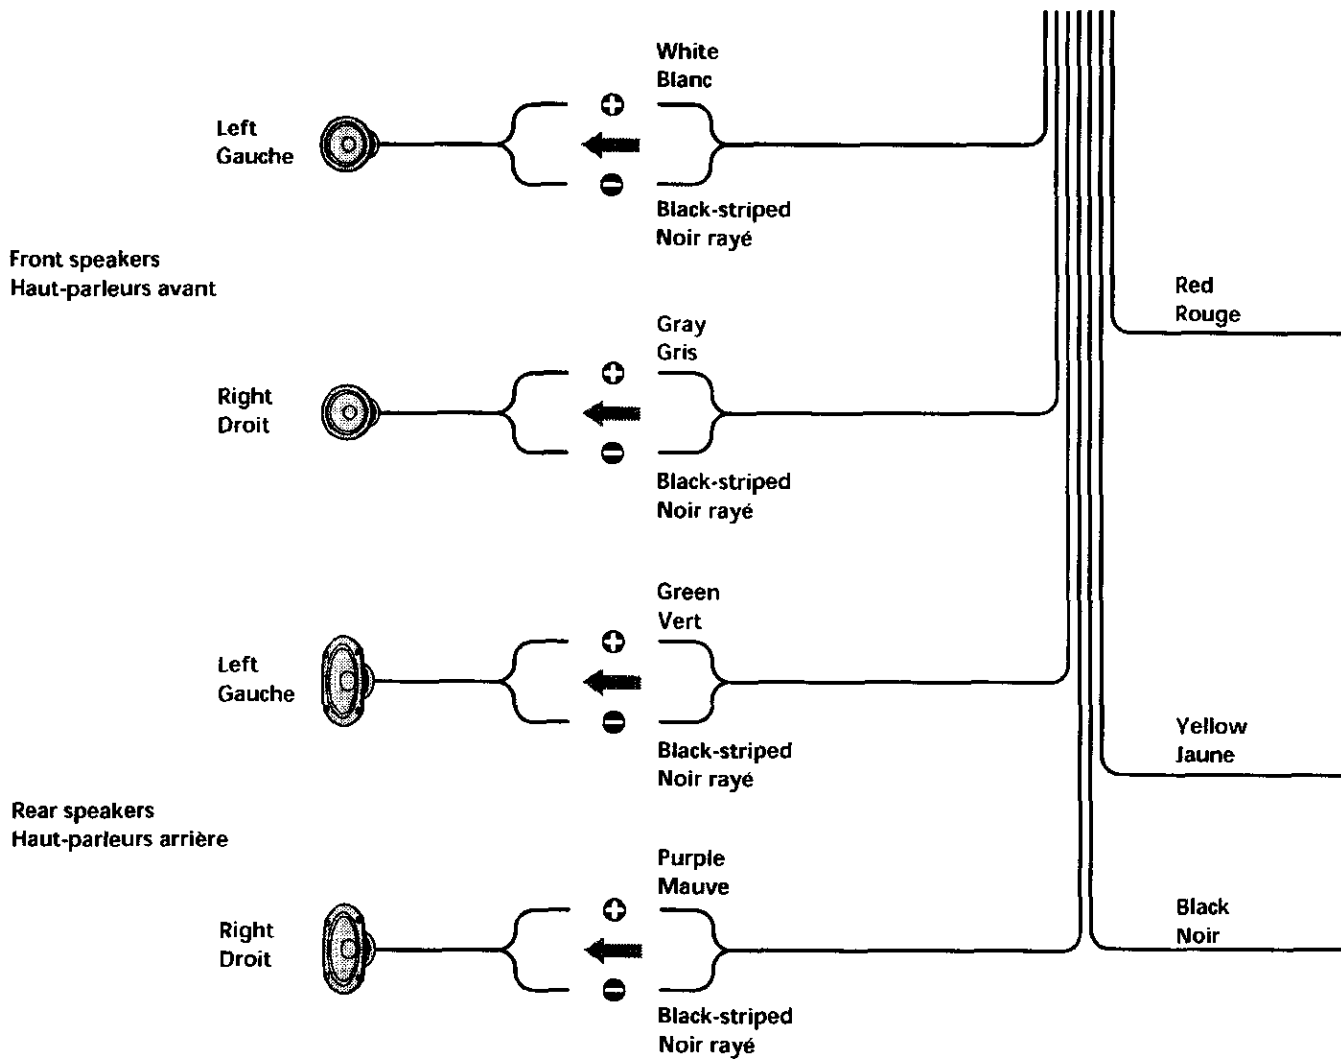 White
Blanc
Left
Gauche
Black-striped
Noir rayé
Front speakers
Haut-parleurs avant
Red
Rouge
Gray
Gris
Right
Droit
Black-striped
Noir rayé
Green
Vert
Left
Gauche
Yellow
Jaune
Black-striped
Noir rayé
Rear speakers
Haut-parleurs arrière
Purple
Mauve
Black
Noir
Right
Droit
Black-striped
Noir rayé